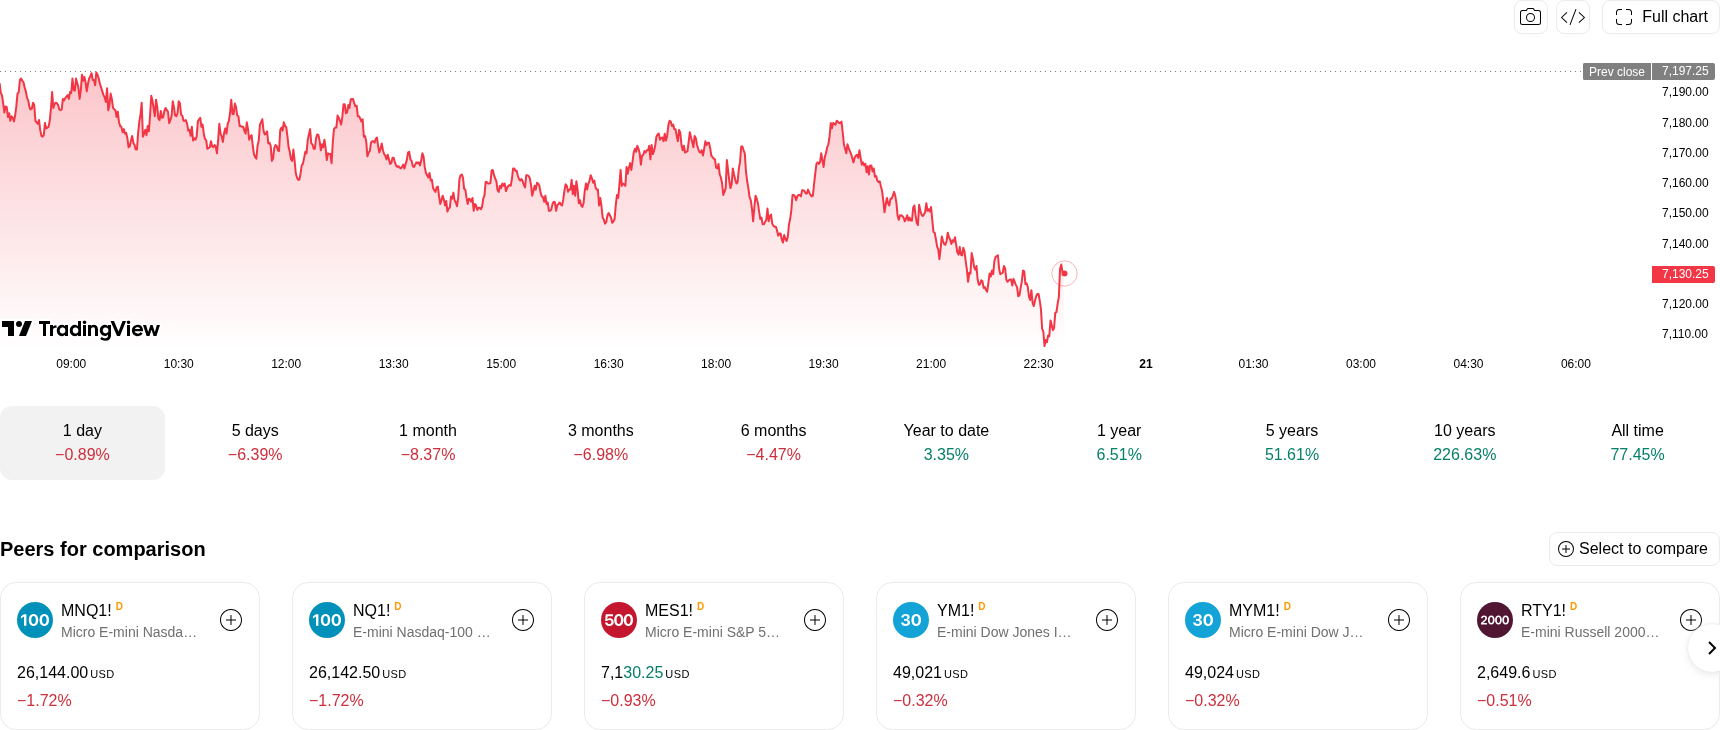 Full chart
Prev close 7,197.25
7,190.00
7,180.00
7,170.00
7,160.00
7,150.00
7,140.00
7,130.25
7,120.00
7,110.00
TradingView
09:00 10:30 12:00 13:30 15:00 16:30 18:00 19:30 21:00 22:30 21 01:30 03:00 04:30 06:00
1 day 5 days 1 month 3 months 6 months Year to date 1 year 5 years 10 years All time
−0.89% −6.39% −8.37% −6.98% −4.47% 3.35% 6.51% 51.61% 226.63% 77.45%
Peers for comparison
Select to compare
100 MNQ1! D
Micro E-mini Nasda…
26,144.00 USD
−1.72%
100 NQ1! D
E-mini Nasdaq-100 …
26,142.50 USD
−1.72%
500 MES1! D
Micro E-mini S&P 5…
7,130.25 USD
−0.93%
30 YM1! D
E-mini Dow Jones I…
49,021 USD
−0.32%
30 MYM1! D
Micro E-mini Dow J…
49,024 USD
−0.32%
2000 RTY1! D
E-mini Russell 2000…
2,649.6 USD
−0.51%